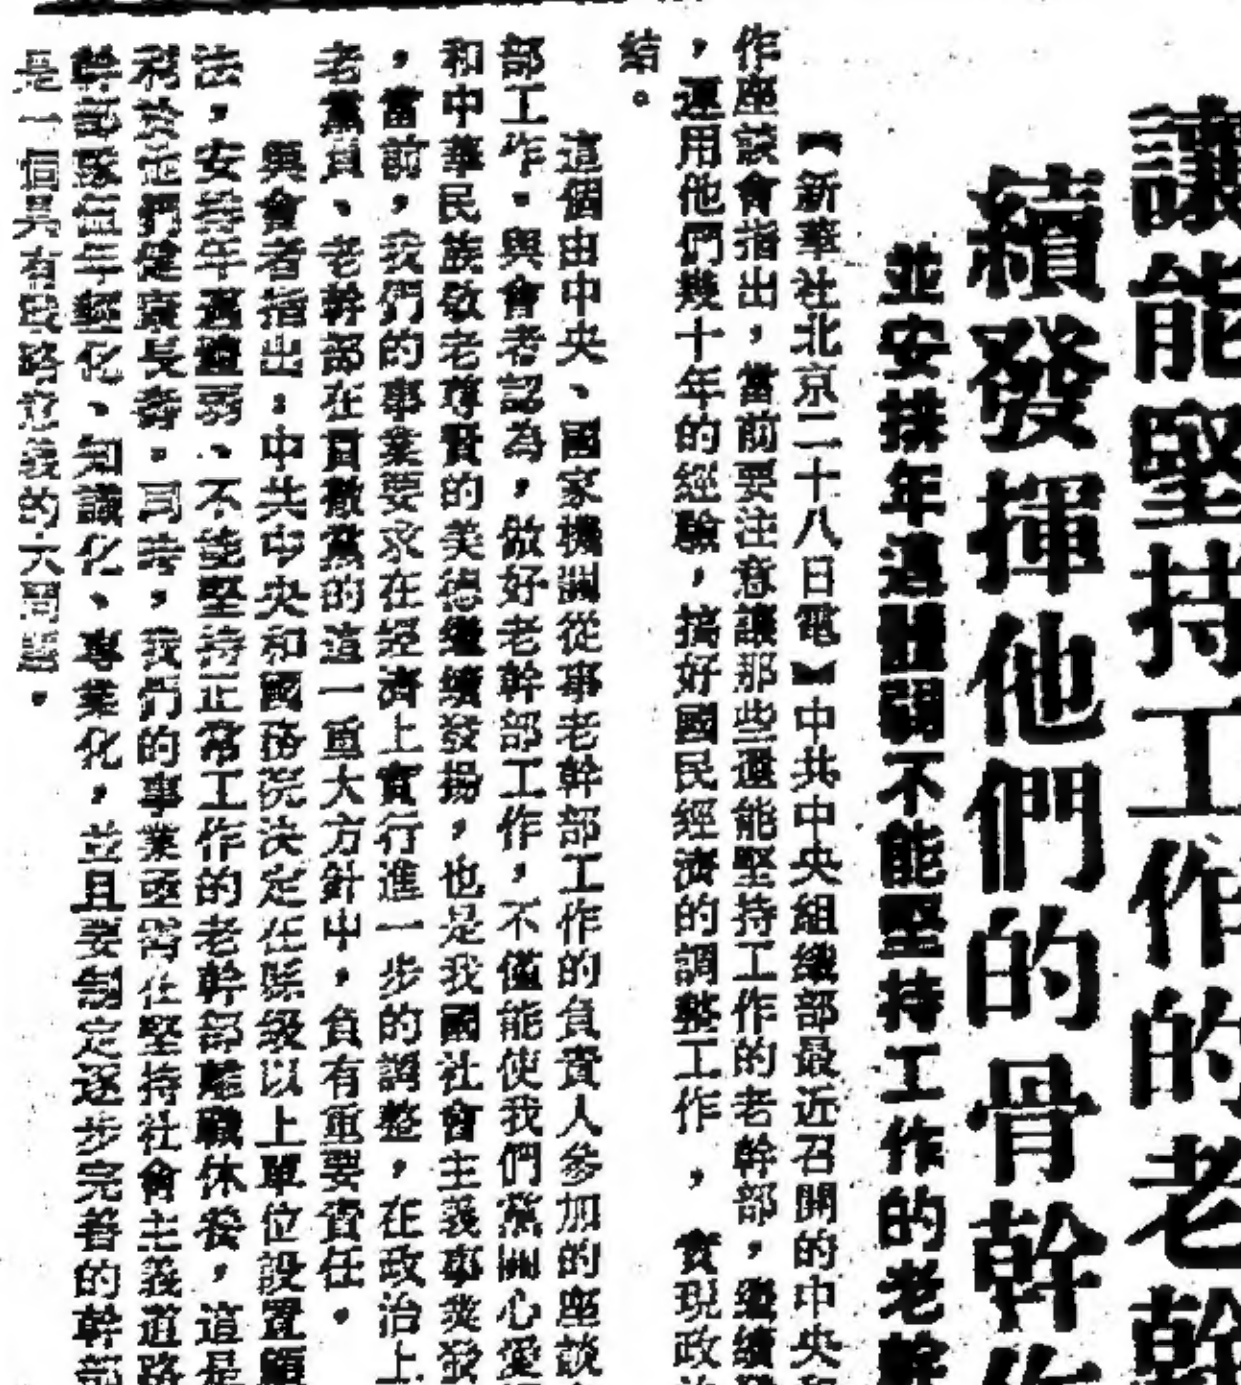 讓能堅持工作的老幹
續發揮他們的骨幹作
並安排年邁體弱不能堅持工作的老幹
【新華社北京二十八日電】中共中央組織部最近召開的中央和
作座談會指出，當前要注意讓那些還能堅持工作的老幹部，繼續發
，運用他們幾十年的經驗，搞好國民經濟的調整工作，實現政治
結。
這個由中央、國家機關從事老幹部工作的負責人參加的座談會
部工作。與會者認為，做好老幹部工作，不僅能使我們黨關心愛
和中華民族敬老尊賢的美德繼續發揚，也是我國社會主義事業發
，當前，我們的事業要求在經濟上實行進一步的調整，在政治上
老黨員、老幹部在貫徹黨的這一重大方針中，負有重要責任。
與會者指出：中共中央和國務院決定在縣級以上單位設置顧
法，安排年邁體弱、不能堅持正常工作的老幹部離職休養，這是
利於他們健康長壽。同時，我們的事業亟需在堅持社會主義道路
幹部隊伍年輕化、知識化、專業化，並且要制定逐步完善的幹部
是一個具有戰略意義的大問題。